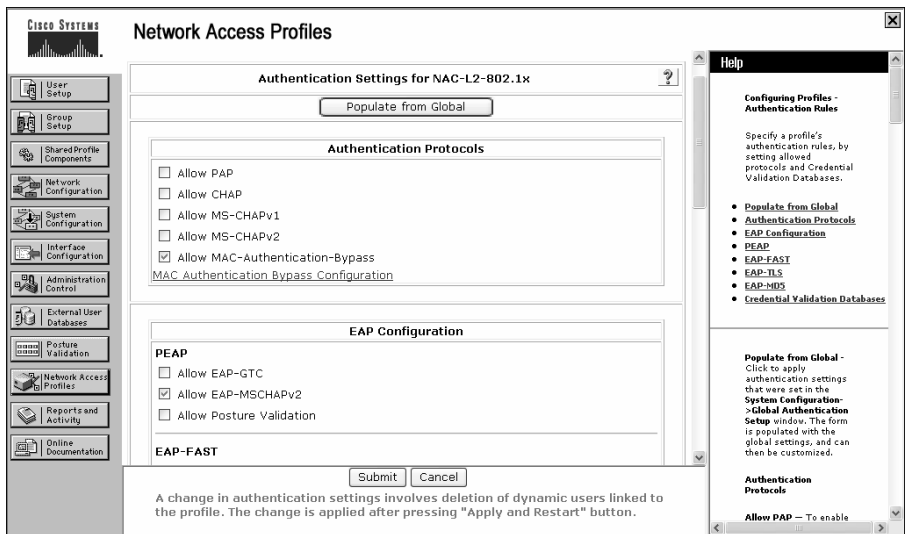 CISCO SYSTEMS
Network Access Profiles
User
Setup
Group
Setup
Shared Profile
Components
Network
Configuration
System
Configuration
Interface
Configuration
Administration
Control
External User
Databases
Posture
Validation
Network Access
Profiles
Reports and
Activity
Online
Documentation
Authentication Settings for NAC-L2-802.1x
?
Populate from Global
Authentication Protocols
Allow PAP
Allow CHAP
Allow MS-CHAPv1
Allow MS-CHAPv2
Allow MAC-Authentication-Bypass
MAC Authentication Bypass Configuration
EAP Configuration
PEAP
Allow EAP-GTC
Allow EAP-MSCHAPv2
Allow Posture Validation
EAP-FAST
Submit
Cancel
A change in authentication settings involves deletion of dynamic users linked to
the profile. The change is applied after pressing "Apply and Restart" button.
Help
Configuring Profiles -
Authentication Rules
Specify a profile's
authentication rules, by
setting allowed
protocols and Credential
Validation Databases.
Populate from Global
Authentication Protocols
EAP Configuration
PEAP
EAP-FAST
EAP-TLS
EAP-MD5
Credential Validation Databases
Populate from Global -
Click to apply
authentication settings
that were set in the
System Configuration-
>Global Authentication
Setup window. The form
is populated with the
global settings, and can
then be customized.
Authentication
Protocols
Allow PAP — To enable